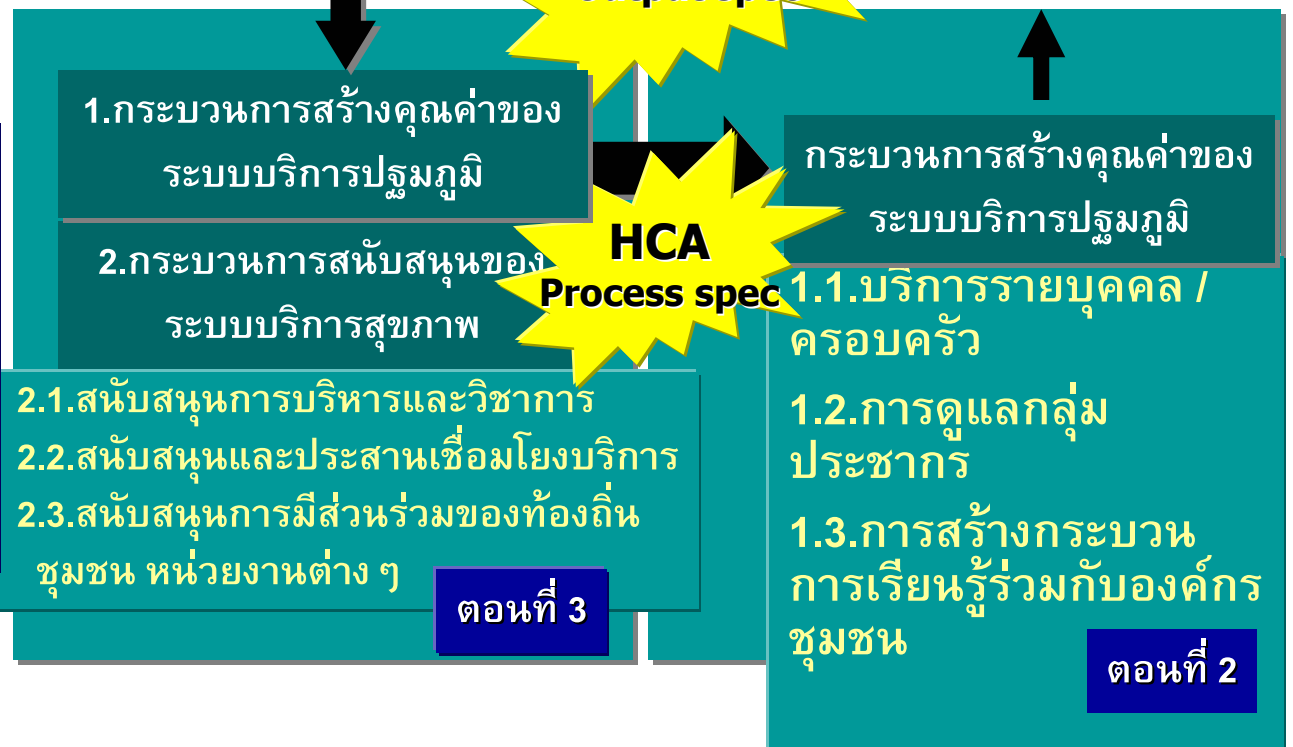 1.กระบวนการสร้างคุณค่าของ
ระบบบริการปฐมภูมิ
2.กระบวนการสนับสนุนของ
ระบบบริการสุขภาพ
2.1.สนับสนุนการบริหารและวิชาการ
2.2.สนับสนุนและประสานเชื่อมโยงบริการ
2.3.สนับสนุนการมีส่วนร่วมของท้องถิ่น
ชุมชน หน่วยงานต่าง ๆ
ตอนที่ 3
HCA
Process spec
กระบวนการสร้างคุณค่าของ
ระบบบริการปฐมภูมิ
1.1.บริการรายบุคคล /
ครอบครัว
1.2.การดูแลกลุ่ม
ประชากร
1.3.การสร้างกระบวน
การเรียนรู้ร่วมกับองค์กร
ชุมชน
ตอนที่ 2